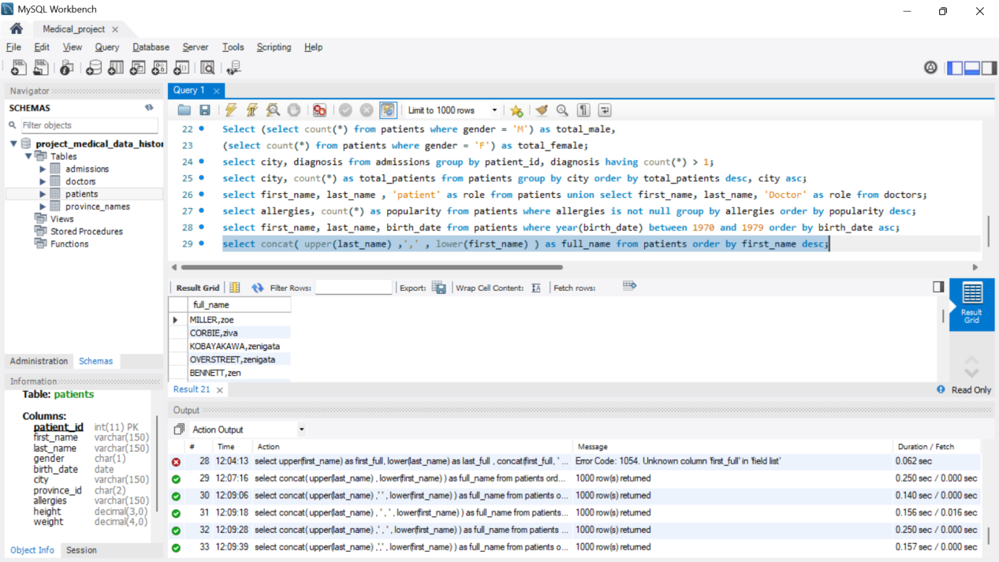 MySQL Workbench
Medical_project
File Edit View Query Database Server Tools Scripting Help
Navigator
SCHEMAS
Filter objects
project_medical_data_histor
Tables
admissions
doctors
patients
province_names
Views
Stored Procedures
Functions
Administration Schemas
Information
Table: patients
Columns:
patient_id int(11) PK
first_name varchar(150)
last_name varchar(150)
gender char(1)
birth_date date
city varchar(150)
province_id char(2)
allergies varchar(150)
height decimal(3,0)
weight decimal(4,0)
Object Info Session
Query 1
Limit to 1000 rows
22 Select (select count(*) from patients where gender = 'M') as total_male,
23 (select count(*) from patients where gender = 'F') as total_female;
24 select city, diagnosis from admissions group by patient_id, diagnosis having count(*) > 1;
25 select city, count(*) as total_patients from patients group by city order by total_patients desc, city asc;
26 select first_name, last_name , 'patient' as role from patients union select first_name, last_name, 'Doctor' as role from doctors;
27 select allergies, count(*) as popularity from patients where allergies is not null group by allergies order by popularity desc;
28 select first_name, last_name, birth_date from patients where year(birth_date) between 1970 and 1979 order by birth_date asc;
29 select concat( upper(last_name) ,',' , lower(first_name) ) as full_name from patients order by first_name desc;
Result Grid Filter Rows: Export: Wrap Cell Content: Fetch rows:
full_name
MILLER,zoe
CORBIE,ziva
KOBAYAKAWA,zenigata
OVERSTREET,zenigata
BENNETT,zen
Result Grid
Result 21
Read Only
Output
Action Output
# Time Action Message Duration / Fetch
28 12:04:13 select upper(first_name) as first_full, lower(last_name) as last_full , concat(first_full, ' ... Error Code: 1054. Unknown column 'first_full' in 'field list' 0.062 sec
29 12:07:16 select concat( upper(last_name) , lower(first_name) ) as full_name from patients ord... 1000 row(s) returned 0.250 sec / 0.000 sec
30 12:09:06 select concat( upper(last_name) ,' ' , lower(first_name) ) as full_name from patients o... 1000 row(s) returned 0.140 sec / 0.000 sec
31 12:09:18 select concat( upper(last_name) , ' , ' , lower(first_name) ) as full_name from patients... 1000 row(s) returned 0.156 sec / 0.016 sec
32 12:09:28 select concat( upper(last_name) ,', ' , lower(first_name) ) as full_name from patients ... 1000 row(s) returned 0.250 sec / 0.000 sec
33 12:09:39 select concat( upper(last_name) ,',' , lower(first_name) ) as full_name from patients o... 1000 row(s) returned 0.157 sec / 0.000 sec